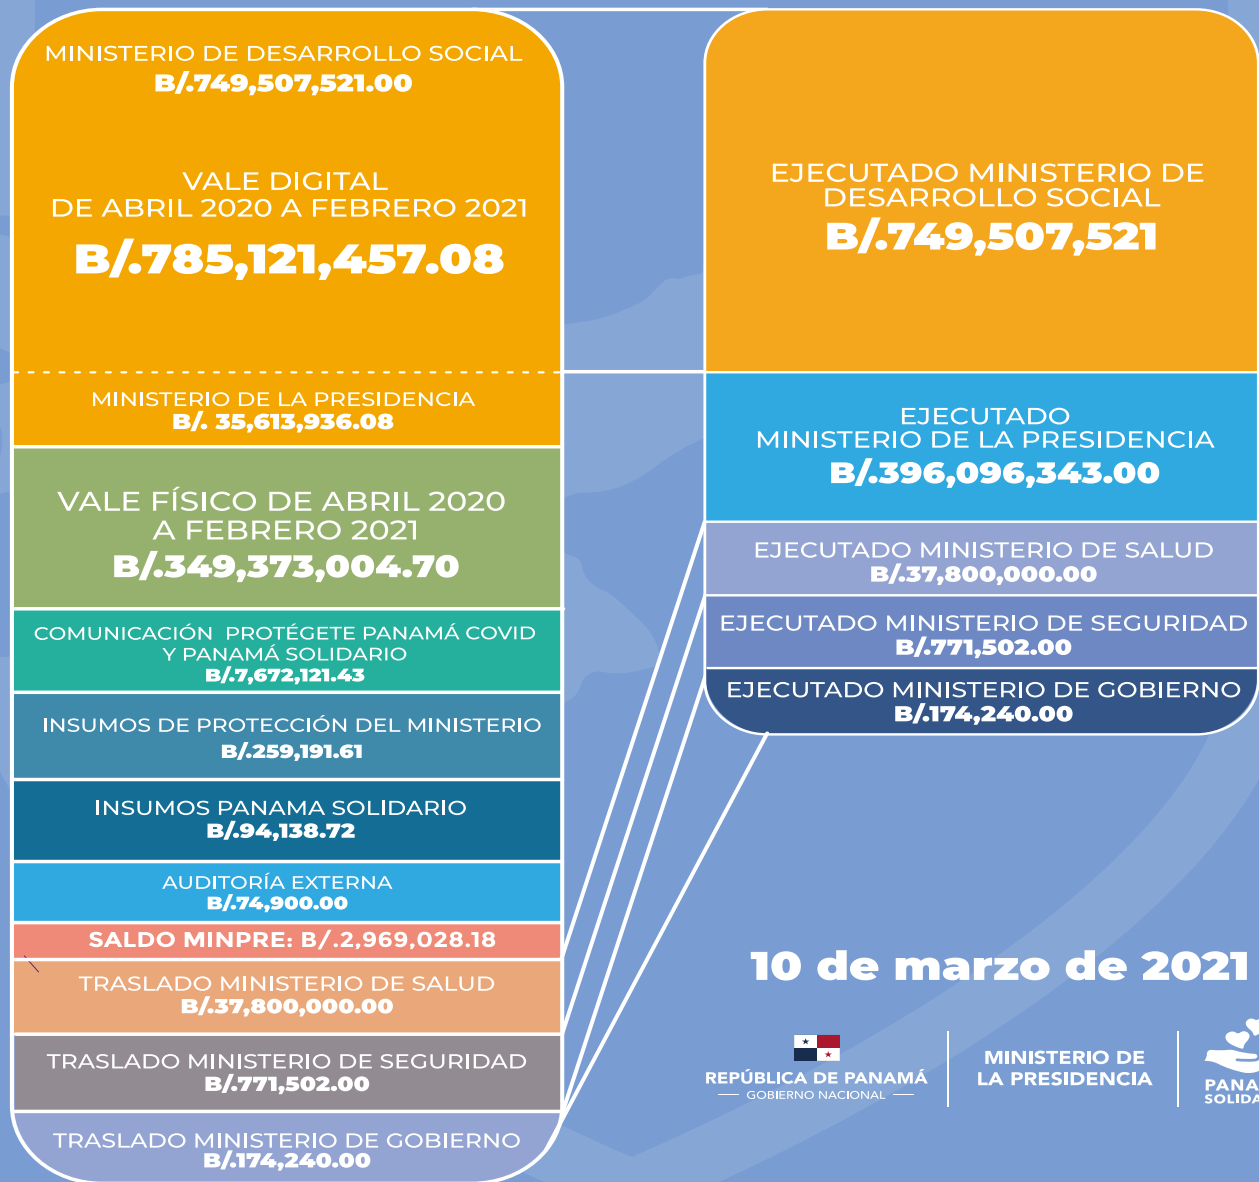 MINISTERIO DE DESARROLLO SOCIAL
B/.749,507,521.00
VALE DIGITAL
DE ABRIL 2020 A FEBRERO 2021
B/.785,121,457.08
MINISTERIO DE LA PRESIDENCIA
B/. 35,613,936.08
VALE FÍSICO DE ABRIL 2020
A FEBRERO 2021
B/.349,373,004.70
COMUNICACIÓN PROTÉGETE PANAMÁ COVID
Y PANAMÁ SOLIDARIO
B/.7,672,121.43
INSUMOS DE PROTECCIÓN DEL MINISTERIO
B/.259,191.61
INSUMOS PANAMA SOLIDARIO
B/.94,138.72
AUDITORÍA EXTERNA
B/.74,900.00
SALDO MINPRE: B/.2,969,028.18
TRASLADO MINISTERIO DE SALUD
B/.37,800,000.00
TRASLADO MINISTERIO DE SEGURIDAD
B/.771,502.00
TRASLADO MINISTERIO DE GOBIERNO
B/.174,240.00
EJECUTADO MINISTERIO DE
DESARROLLO SOCIAL
B/.749,507,521
EJECUTADO
MINISTERIO DE LA PRESIDENCIA
B/.396,096,343.00
EJECUTADO MINISTERIO DE SALUD
B/.37,800,000.00
EJECUTADO MINISTERIO DE SEGURIDAD
B/.771,502.00
EJECUTADO MINISTERIO DE GOBIERNO
B/.174,240.00
10 de marzo de 2021
REPÚBLICA DE PANAMÁ
GOBIERNO NACIONAL
MINISTERIO DE
LA PRESIDENCIA